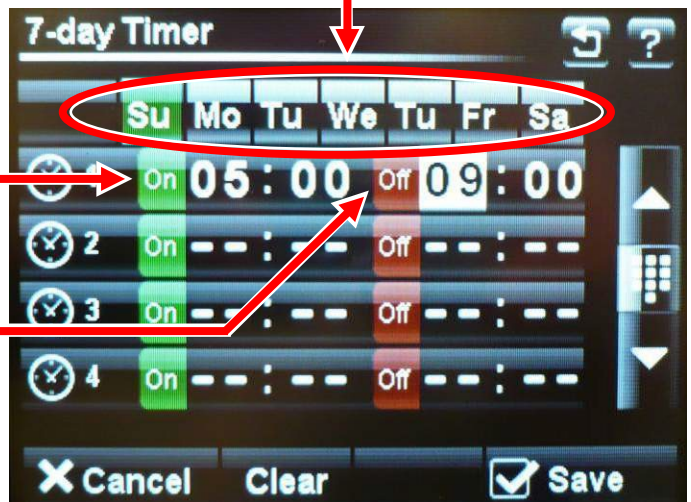 7-day Timer ?
Su Mo Tu We Tu Fr Sa
On 05:00 Off 09:00
2 On --:-- Off --:--
3 On --:-- Off --:--
4 On --:-- Off --:--
Cancel Clear Save